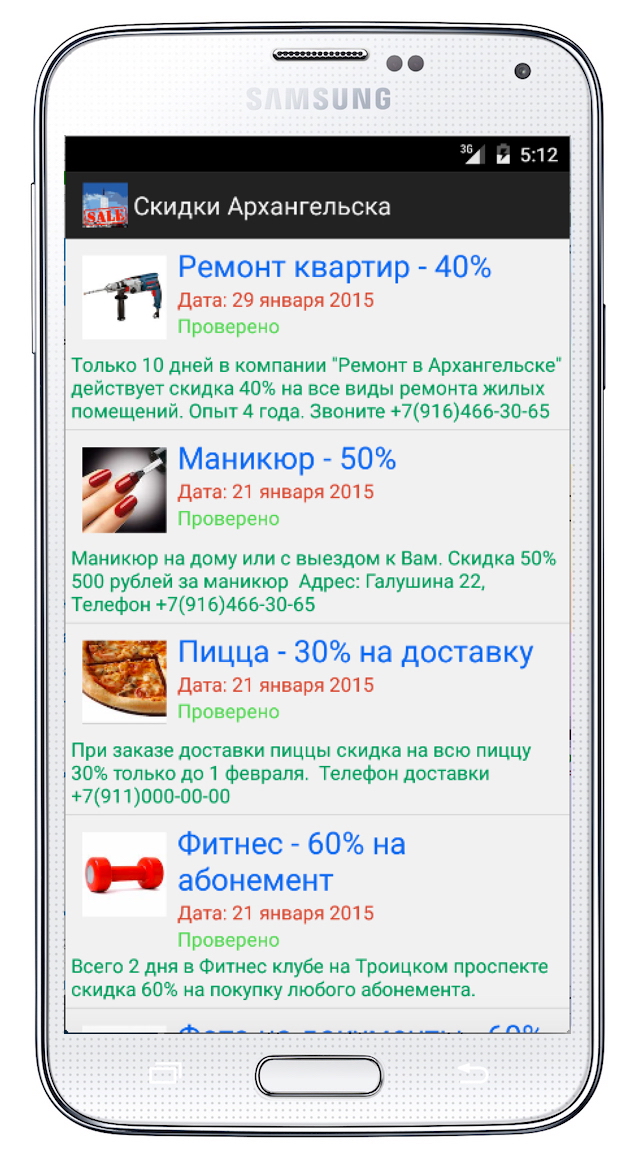 SAMSUNG
3G 5:12
SALE
Скидки Архангельска
Ремонт квартир - 40%
Дата: 29 января 2015
Проверено
Только 10 дней в компании "Ремонт в Архангельске"
действует скидка 40% на все виды ремонта жилых
помещений. Опыт 4 года. Звоните +7(916)466-30-65
Маникюр - 50%
Дата: 21 января 2015
Проверено
Маникюр на дому или с выездом к Вам. Скидка 50%
500 рублей за маникюр  Адрес: Галушина 22,
Телефон +7(916)466-30-65
Пицца - 30% на доставку
Дата: 21 января 2015
Проверено
При заказе доставки пиццы скидка на всю пиццу
30% только до 1 февраля.  Телефон доставки
+7(911)000-00-00
Фитнес - 60% на
абонемент
Дата: 21 января 2015
Проверено
Всего 2 дня в Фитнес клубе на Троицком проспекте
скидка 60% на покупку любого абонемента.